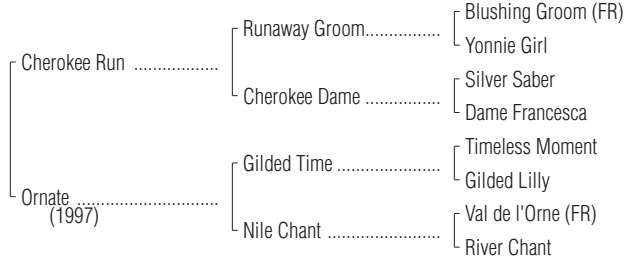 Blushing Groom (FR)
Runaway Groom..................
Yonnie Girl
Cherokee Run ..................
Silver Saber
Cherokee Dame ................
Dame Francesca
Timeless Moment
Gilded Time ......................
Gilded Lilly
Ornate ..............................
(1997)
Val de l'Orne (FR)
Nile Chant ........................
River Chant